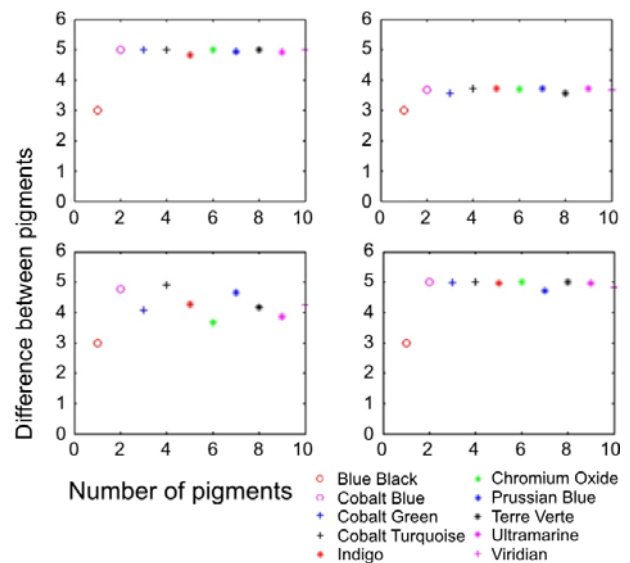 Difference between pigments
6 6
5 5
4 4
3 3
2 2
1 1
0 0
0 2 4 6 8 10 0 2 4 6 8 10
6 6
5 5
4 4
3 3
2 2
1 1
0 0
0 2 4 6 8 10 0 2 4 6 8 10
Number of pigments
Blue Black
Cobalt Blue
Cobalt Green
Cobalt Turquoise
Indigo
Chromium Oxide
Prussian Blue
Terre Verte
Ultramarine
Viridian